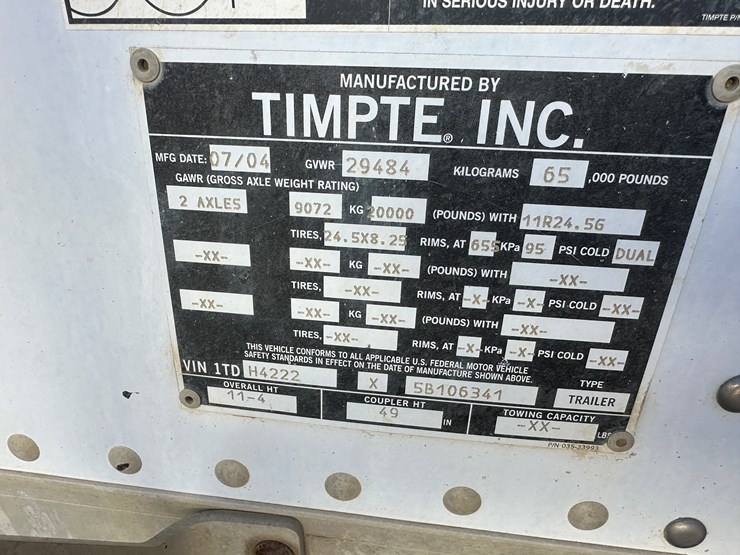 IN SERIOUS INJURY OR DEATH.
TIMPTE P/N
MANUFACTURED BY
TIMPTE® INC.
MFG DATE: 07/04 GVWR 29484 KILOGRAMS 65 ,000 POUNDS
GAWR (GROSS AXLE WEIGHT RATING)
2 AXLES 9072 KG 20000 (POUNDS) WITH 11R24.5G
TIRES, 24.5X8.25 RIMS, AT 655 KPa 95 PSI COLD DUAL
-XX- -XX- KG -XX- (POUNDS) WITH -XX-
TIRES, -XX- RIMS, AT -X- KPa -X- PSI COLD -XX-
-XX- -XX- KG -XX- (POUNDS) WITH -XX-
TIRES, -XX- RIMS, AT -X- KPa -X- PSI COLD -XX-
THIS VEHICLE CONFORMS TO ALL APPLICABLE U.S. FEDERAL MOTOR VEHICLE
SAFETY STANDARDS IN EFFECT ON THE DATE OF MANUFACTURE SHOWN ABOVE.
VIN 1TD H4222 X 5B106341 TYPE TRAILER
OVERALL HT COUPLER HT TOWING CAPACITY
11-4 49 IN -XX- LBS
P/N 035-33993